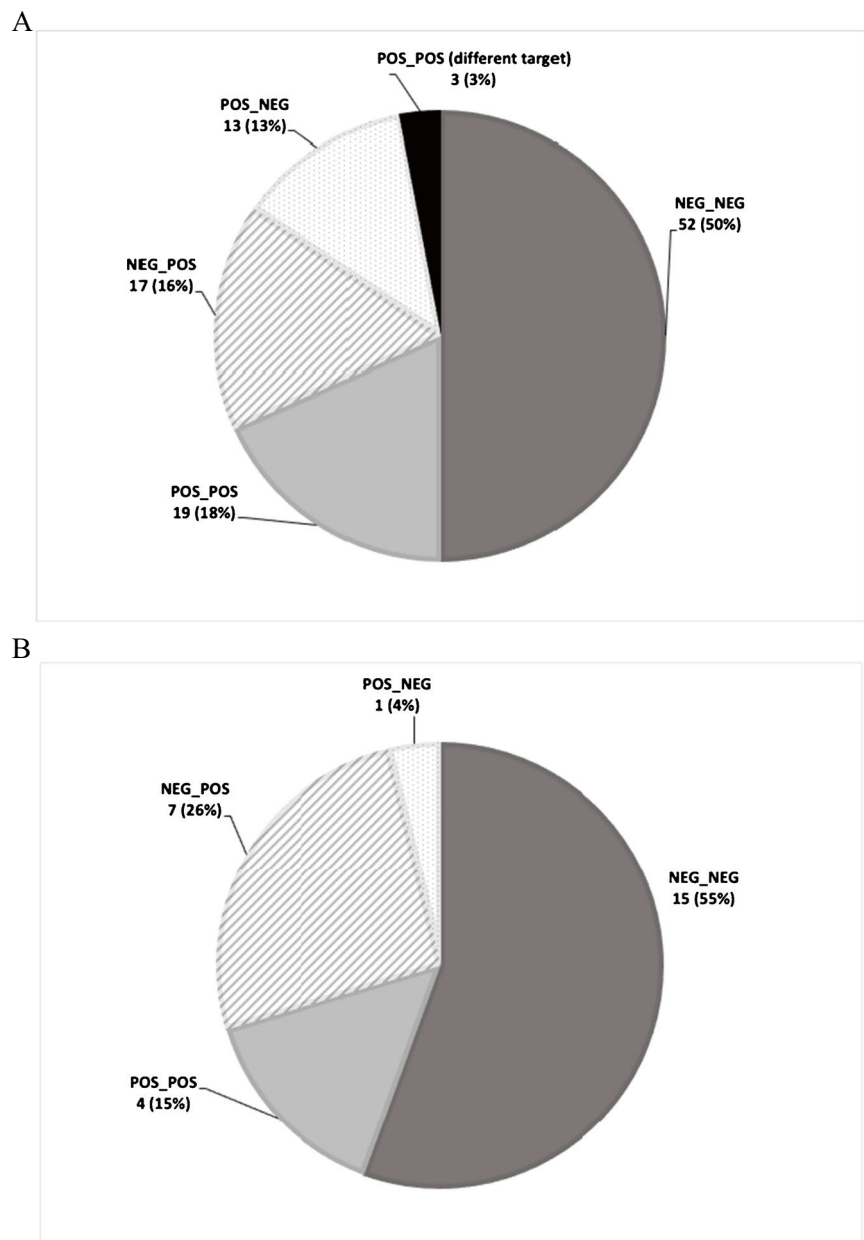 A
POS_POS (different target)
3 (3%)
POS_NEG
13 (13%)
NEG_NEG
52 (50%)
NEG_POS
17 (16%)
POS_POS
19 (18%)
B
POS_NEG
1 (4%)
NEG_POS
7 (26%)
NEG_NEG
15 (55%)
POS_POS
4 (15%)